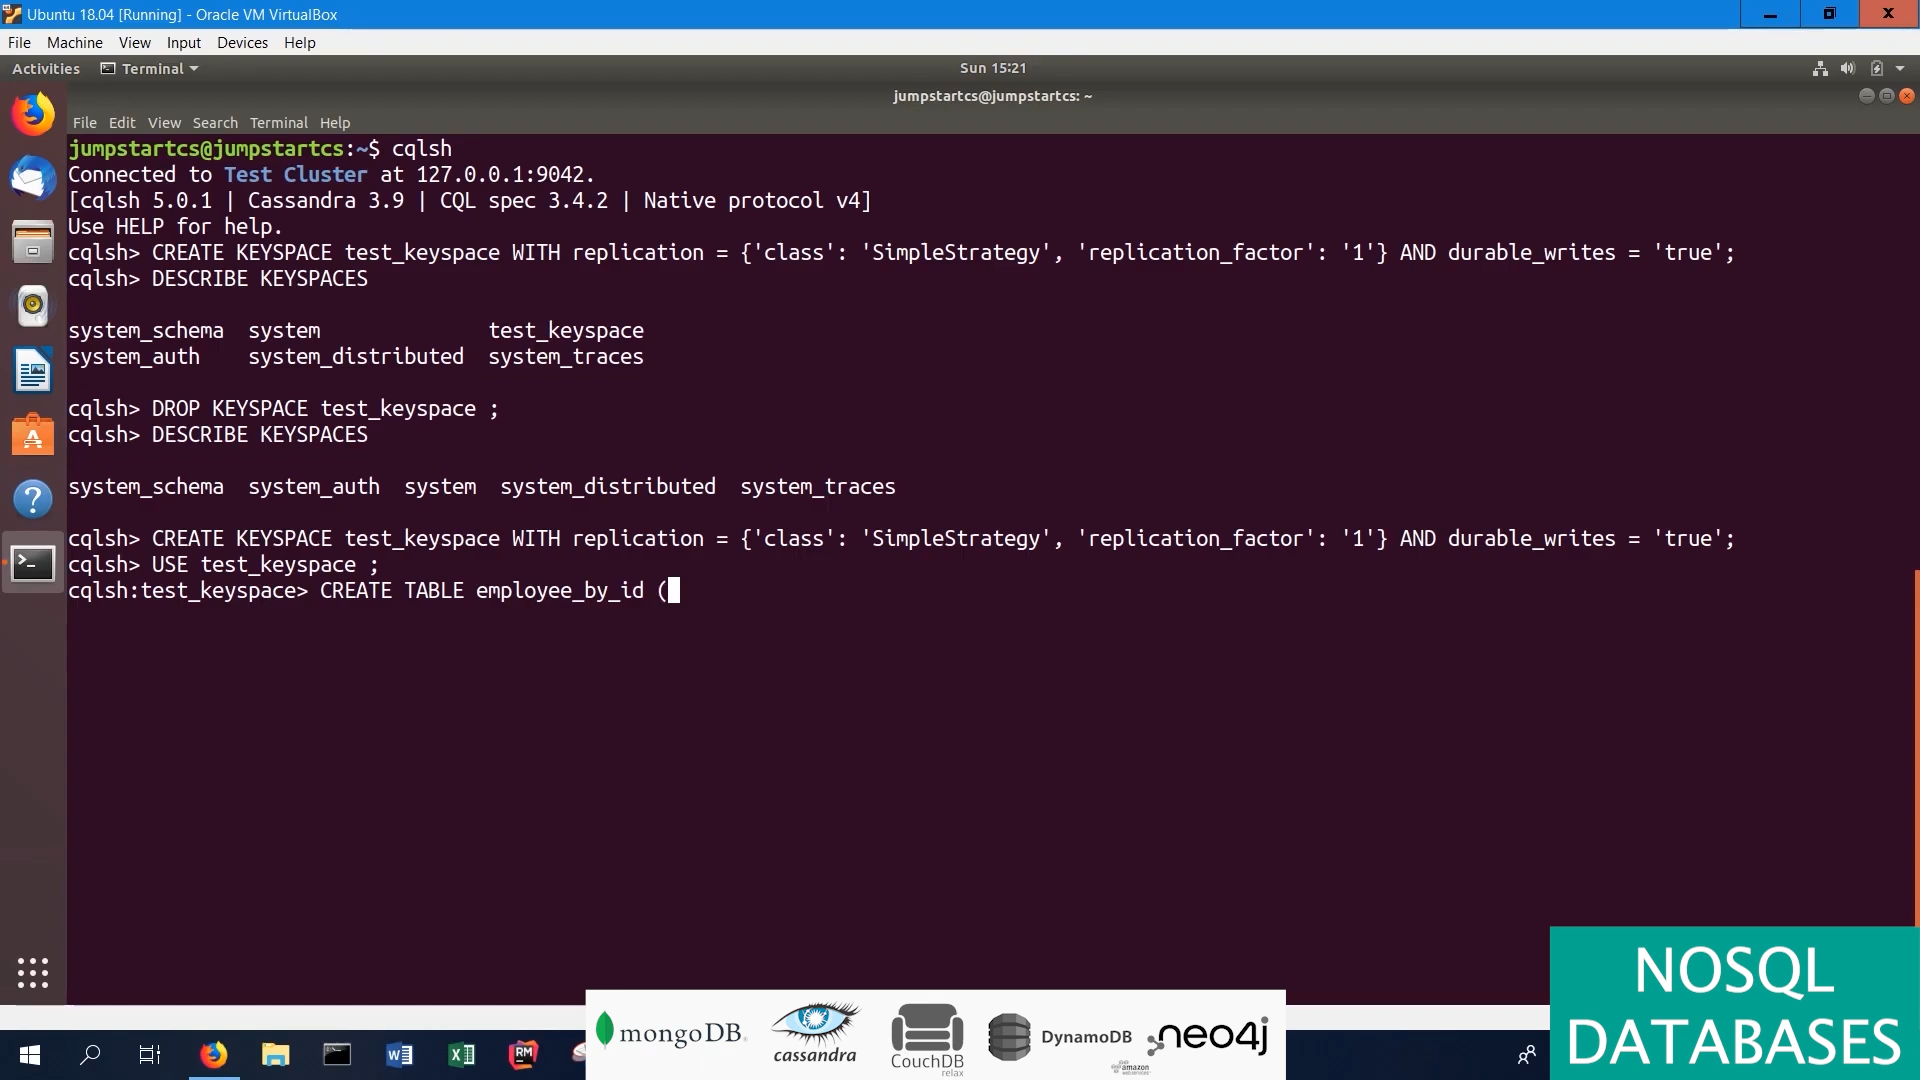 Ubuntu 18.04 [Running] - Oracle VM VirtualBox
File Machine View Input Devices Help
Activities Terminal Sun 15:21
jumpstartcs@jumpstartcs: ~
File Edit View Search Terminal Help
jumpstartcs@jumpstartcs:~$ cqlsh
Connected to Test Cluster at 127.0.0.1:9042.
[cqlsh 5.0.1 | Cassandra 3.9 | CQL spec 3.4.2 | Native protocol v4]
Use HELP for help.
cqlsh> CREATE KEYSPACE test_keyspace WITH replication = {'class': 'SimpleStrategy', 'replication_factor': '1'} AND durable_writes = 'true';
cqlsh> DESCRIBE KEYSPACES
system_schema system test_keyspace
system_auth system_distributed system_traces
cqlsh> DROP KEYSPACE test_keyspace ;
cqlsh> DESCRIBE KEYSPACES
system_schema system_auth system system_distributed system_traces
cqlsh> CREATE KEYSPACE test_keyspace WITH replication = {'class': 'SimpleStrategy', 'replication_factor': '1'} AND durable_writes = 'true';
cqlsh> USE test_keyspace ;
cqlsh:test_keyspace> CREATE TABLE employee_by_id (
mongoDB.
cassandra
CouchDB
relax
DynamoDB
amazon
neo4j
RM
NOSQL
DATABASES